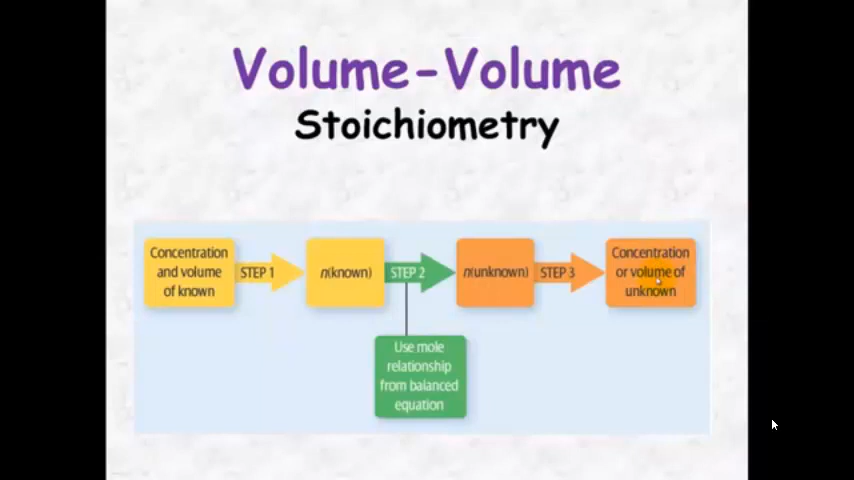 Volume-Volume
Stoichiometry
Concentration
and volume
of known
STEP 1
n(known)
STEP 2
n(unknown)
STEP 3
Concentration
or volume of
unknown
Use mole
relationship
from balanced
equation